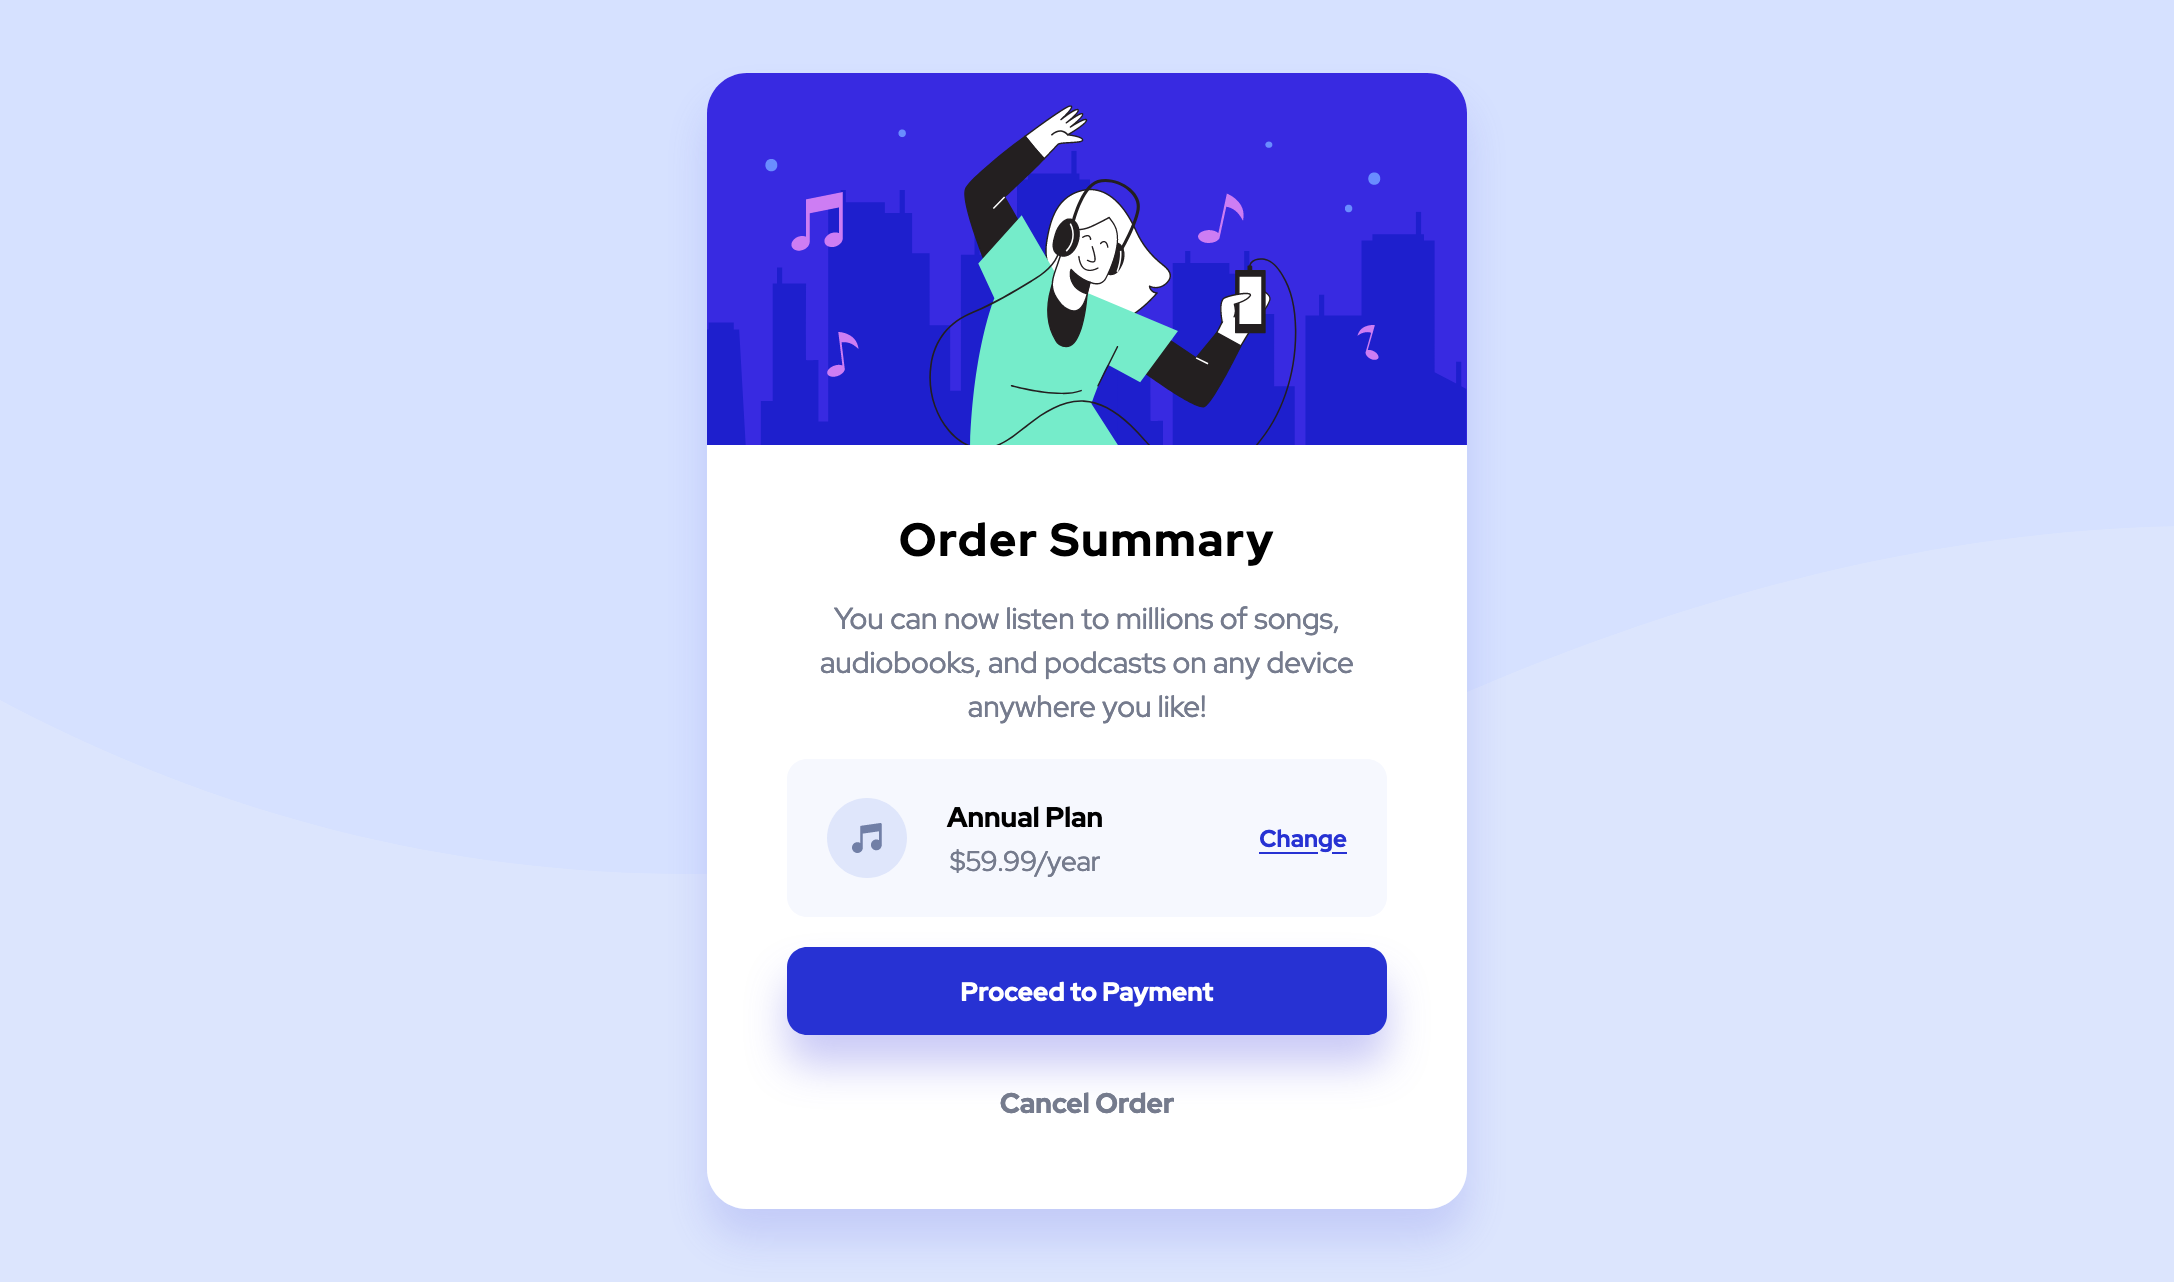 Order Summary
You can now listen to millions of songs,
audiobooks, and podcasts on any device
anywhere you like!
Annual Plan
$59.99/year
Change
Proceed to Payment
Cancel Order